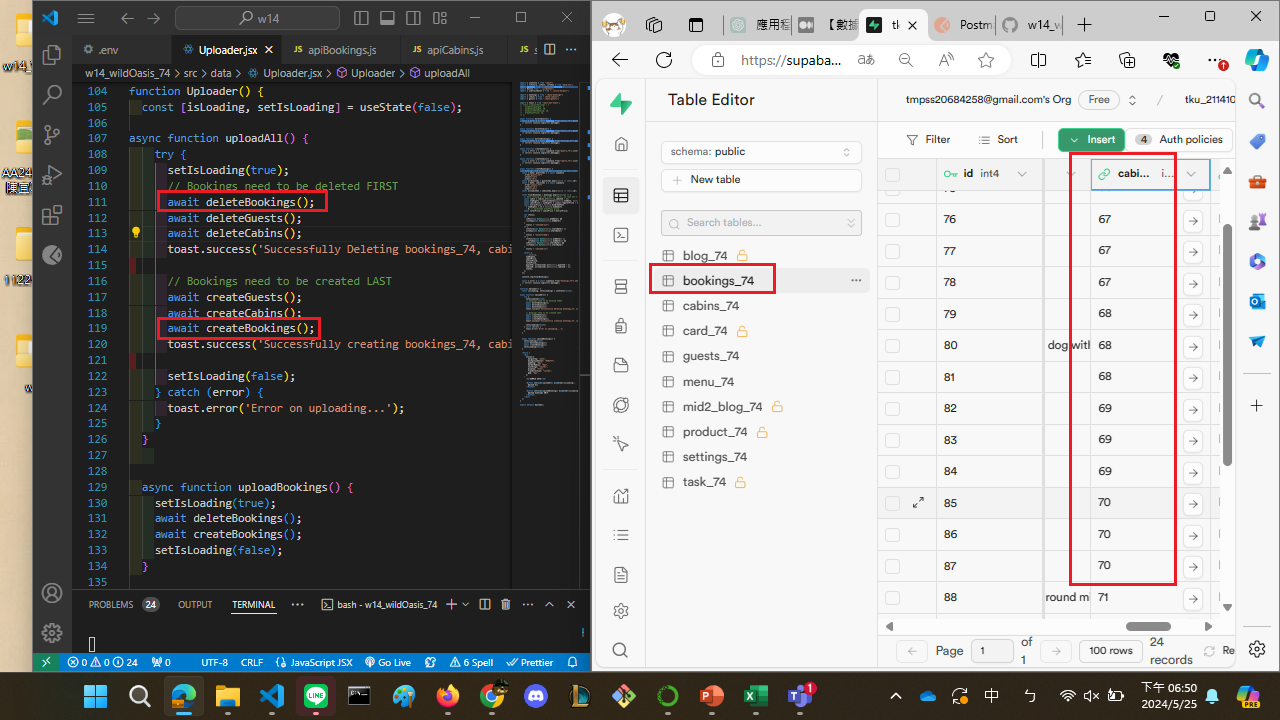 w14
.env
Uploader.jsx
apiBookings.js
apiCabins.js
w14_wildOasis_74 > src > data > Uploader.jsx > Uploader > uploadAll
104 function Uploader() {
105 const [isLoading, setIsLoading] = useState(false);
106
107 async function uploadAll() {
108 try {
109 setIsLoading(true);
110 // Bookings need to be deleted FIRST
111 await deleteBookings();
112 await deleteGuests();
113 await deleteCabins();
114 toast.success('Successfully Deleting bookings_74, cabi
115
116 // Bookings need to be created LAST
117 await createGuests();
118 await createCabins();
119 await createBookings();
120 toast.success('Successfully creating bookings_74, cabi
121
122 setIsLoading(false);
123 } catch (error) {
124 toast.error('Error on uploading...');
125 }
126 }
127
128
129 async function uploadBookings() {
130 setIsLoading(true);
131 await deleteBookings();
132 await createBookings();
133 setIsLoading(false);
134 }
135
PROBLEMS 24 OUTPUT TERMINAL ... bash - w14_wildOasis_74
0 0 24 0 UTF-8 CRLF {} JavaScript JSX Go Live 6 Spell Prettier
Postm
w14_w
https://supaba...
Table Editor
tmpss20684258@gmail.com's Org Free / tku_211410
schema: public
New table
Search tables...
blog_74
bookings_74
cabins_74
card_74
guests_74
menu_74
mid2_blog_74
product_74
settings_74
task_74
Filter Sort Insert 4 Auth policies
id int4 cabi... i...
76 67
77 67
78 67
79 68
80 dog with 68
81 68
82 69
83 69
84 69
85 70
86 70
87 70
88 round m 71
Page 1 of 1 100 rows 24 records Re
中
下午 06:50
2024/5/25
PRE